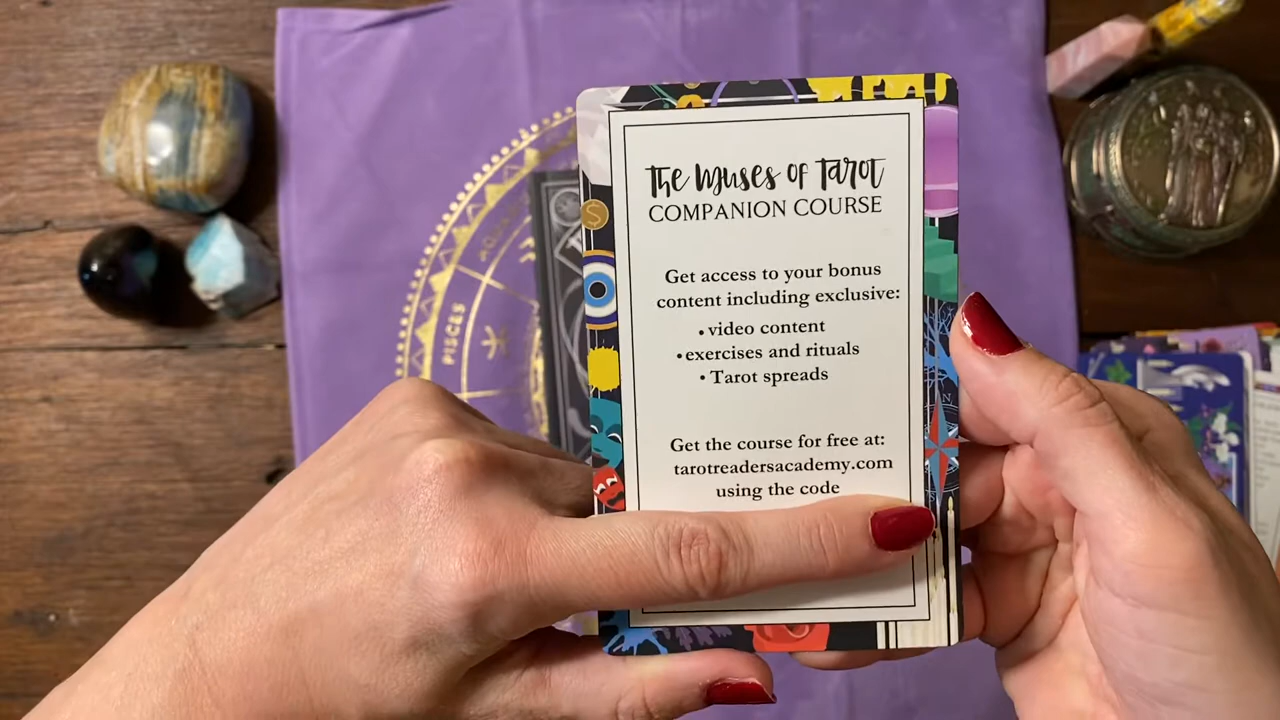 The Muses of Tarot
COMPANION COURSE
Get access to your bonus
content including exclusive:
• video content
• exercises and rituals
• Tarot spreads
Get the course for free at:
tarotreadersacademy.com
using the code
PISCES